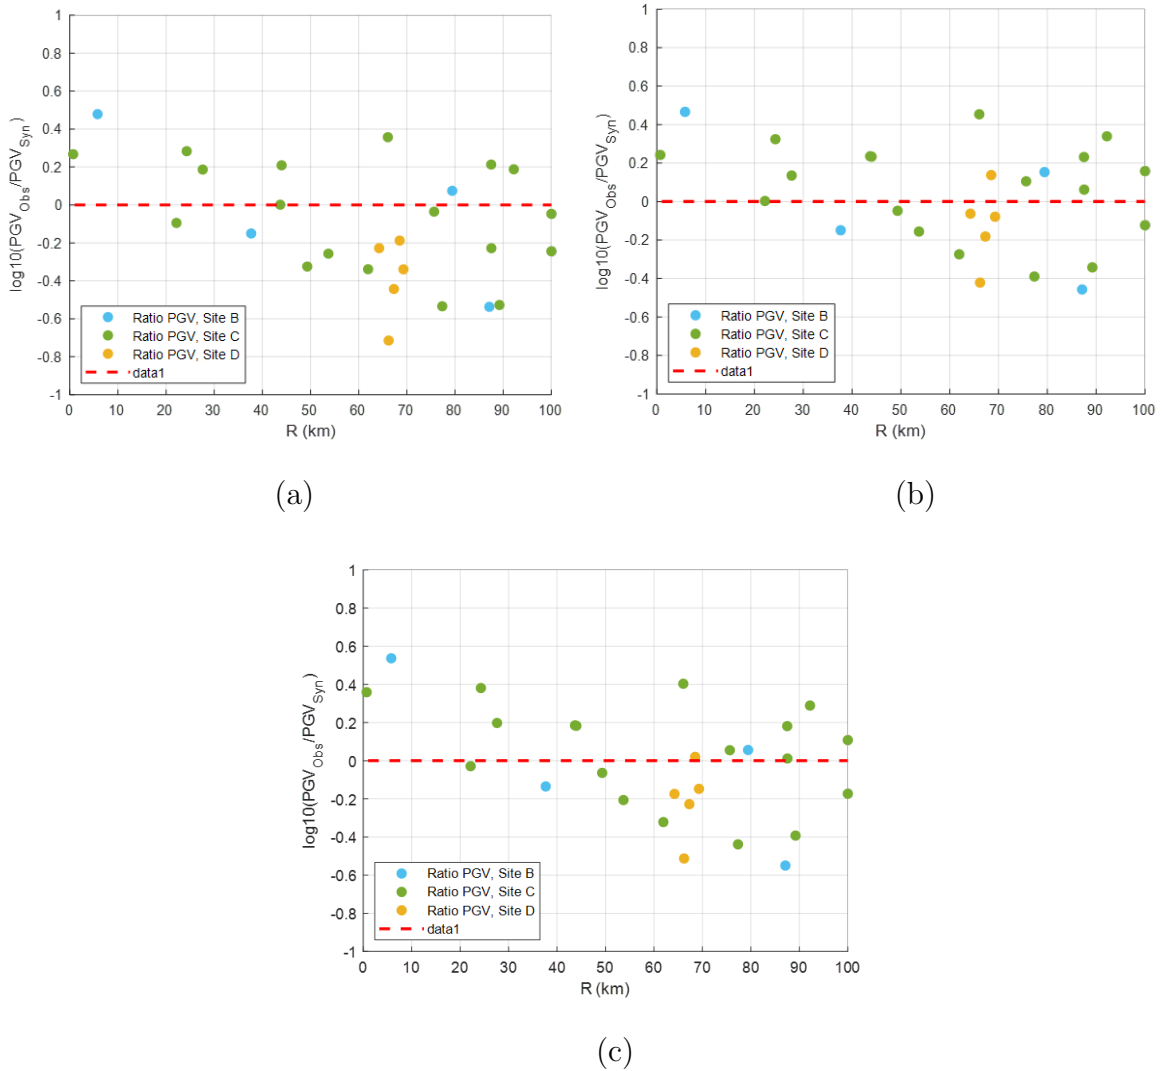 1
0.8
0.6
0.4
0.2
0
-0.2
-0.4
-0.6
-0.8
-1
log10(PGV_Obs/PGV_Syn)
Ratio PGV, Site B
Ratio PGV, Site C
Ratio PGV, Site D
data1
0 10 20 30 40 50 60 70 80 90 100
R (km)
(a)
1
0.8
0.6
0.4
0.2
0
-0.2
-0.4
-0.6
-0.8
-1
log10(PGV_Obs/PGV_Syn)
Ratio PGV, Site B
Ratio PGV, Site C
Ratio PGV, Site D
data1
0 10 20 30 40 50 60 70 80 90 100
R (km)
(b)
1
0.8
0.6
0.4
0.2
0
-0.2
-0.4
-0.6
-0.8
-1
log10(PGV_Obs/PGV_Syn)
Ratio PGV, Site B
Ratio PGV, Site C
Ratio PGV, Site D
data1
0 10 20 30 40 50 60 70 80 90 100
R (km)
(c)